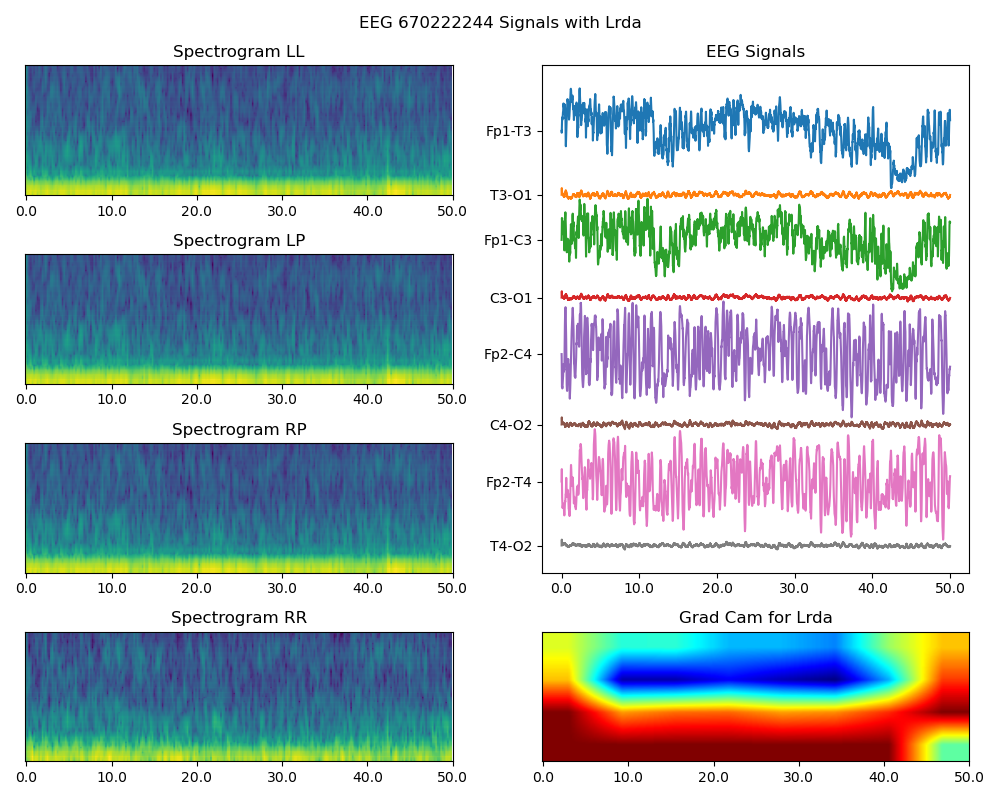 EEG 670222244 Signals with Lrda
Spectrogram LL
0.0 10.0 20.0 30.0 40.0 50.0
Spectrogram LP
0.0 10.0 20.0 30.0 40.0 50.0
Spectrogram RP
0.0 10.0 20.0 30.0 40.0 50.0
Spectrogram RR
0.0 10.0 20.0 30.0 40.0 50.0
EEG Signals
Fp1-T3
T3-O1
Fp1-C3
C3-O1
Fp2-C4
C4-O2
Fp2-T4
T4-O2
0.0 10.0 20.0 30.0 40.0 50.0
Grad Cam for Lrda
0.0 10.0 20.0 30.0 40.0 50.0